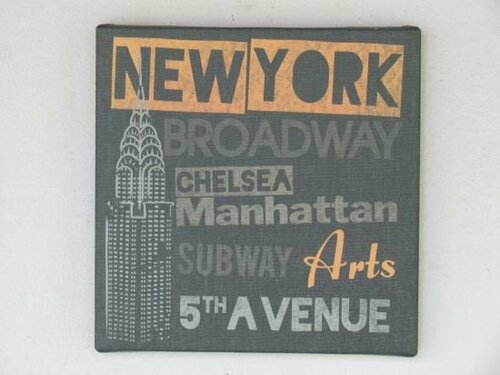 NEW YORK
BROADWAY
CHELSEA
Manhattan
SUBWAY Arts
5TH AVENUE